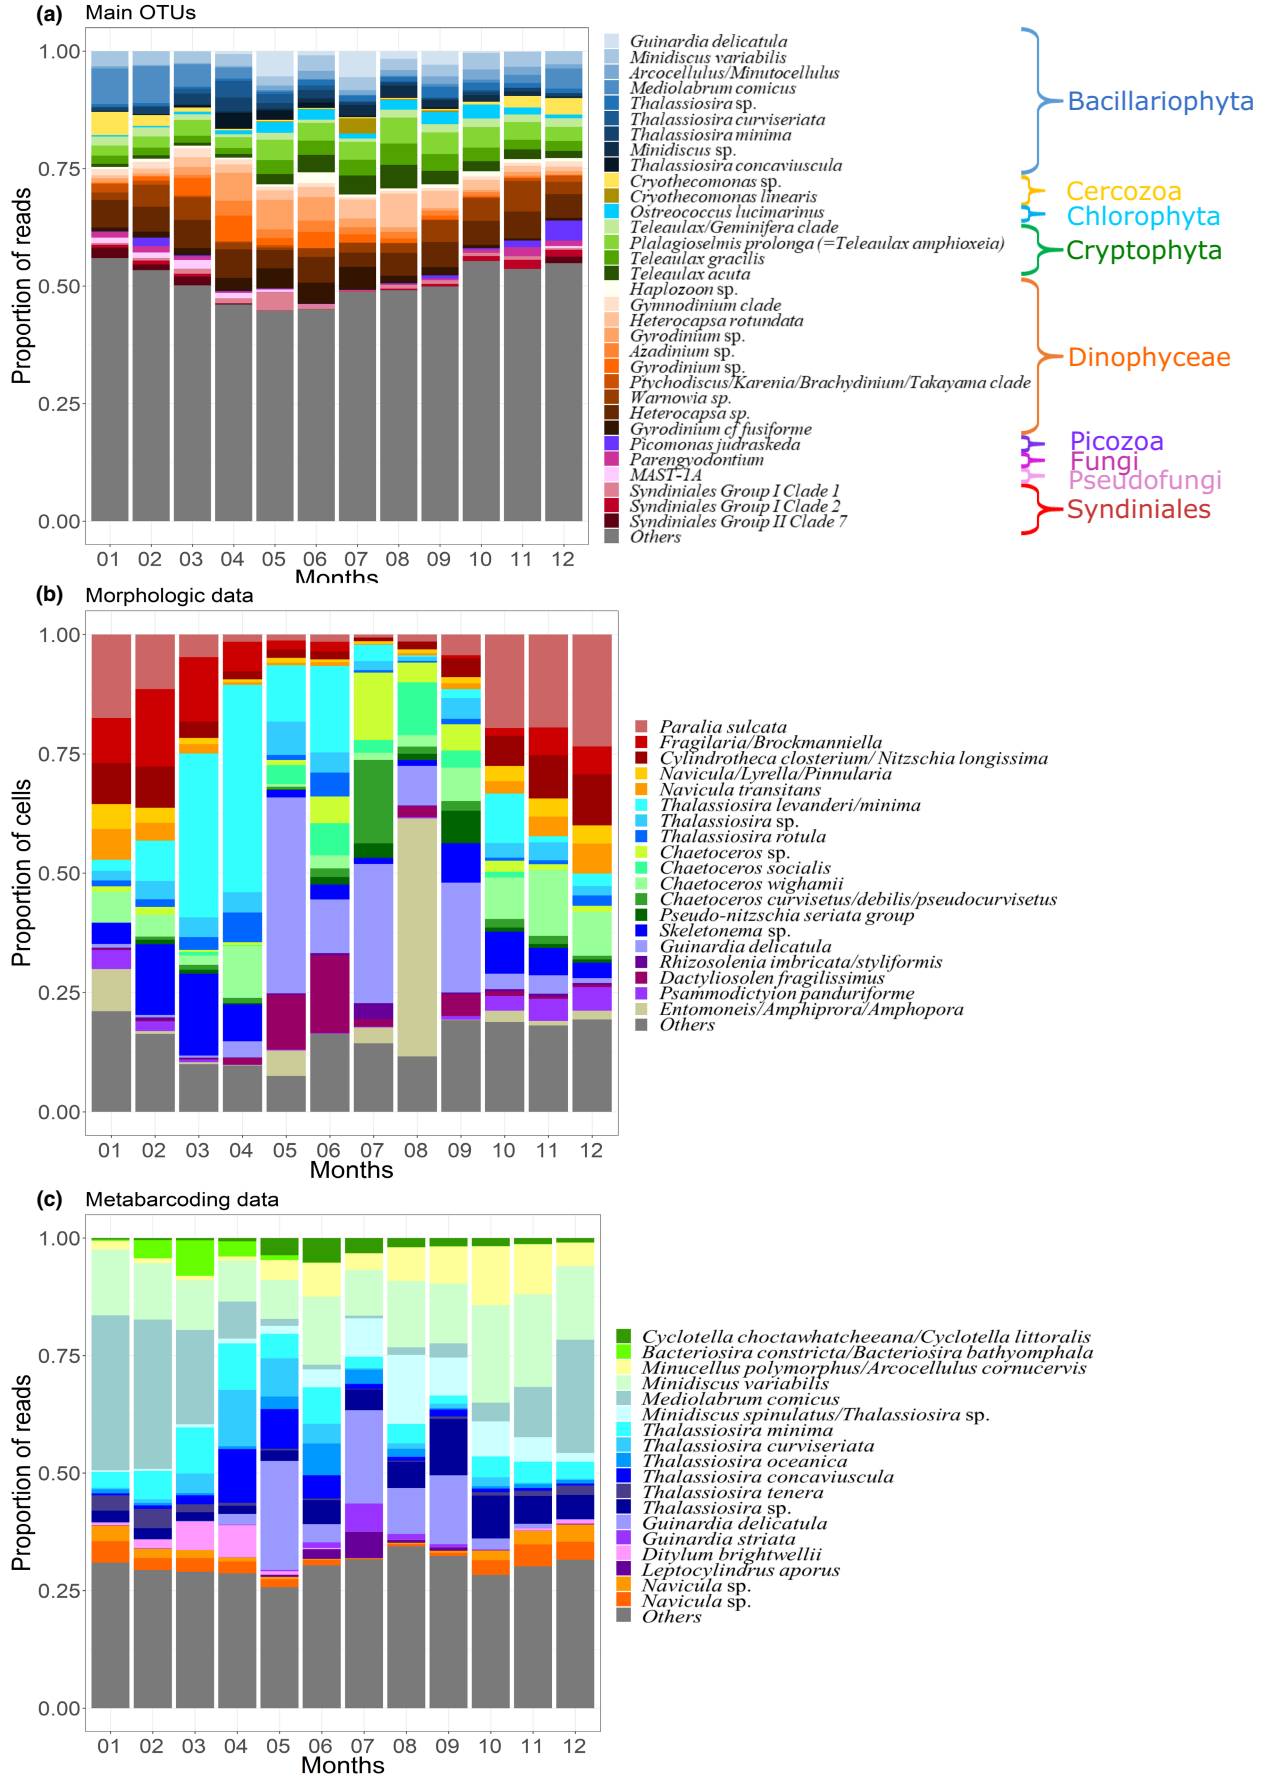 (a) Main OTUs
Proportion of reads
1.00
0.75
0.50
0.25
0.00
01 02 03 04 05 06 07 08 09 10 11 12
Months
Guinardia delicatula
Minidiscus variabilis
Arcocellulus/Minutocellulus
Mediolabrum comicus
Thalassiosira sp.
Thalassiosira curviseriata
Thalassiosira minima
Minidiscus sp.
Thalassiosira concaviuscula
Cryothecomonas sp.
Cryothecomonas linearis
Ostreococcus lucimarinus
Teleaulax/Geminifera clade
Plalagioselmis prolonga (=Teleaulax amphioxeia)
Teleaulax gracilis
Teleaulax acuta
Haplozoon sp.
Gymnodinium clade
Heterocapsa rotundata
Gyrodinium sp.
Azadinium sp.
Gyrodinium sp.
Ptychodiscus/Karenia/Brachydinium/Takayama clade
Warnowia sp.
Heterocapsa sp.
Gyrodinium cf fusiforme
Picomonas judraskeda
Parengyodontium
MAST-1A
Syndiniales Group I Clade 1
Syndiniales Group I Clade 2
Syndiniales Group II Clade 7
Others
Bacillariophyta
Cercozoa
Chlorophyta
Cryptophyta
Dinophyceae
Picozoa
Fungi
Pseudofungi
Syndiniales
(b) Morphologic data
Proportion of cells
1.00
0.75
0.50
0.25
0.00
01 02 03 04 05 06 07 08 09 10 11 12
Months
Paralia sulcata
Fragilaria/Brockmanniella
Cylindrotheca closterium/ Nitzschia longissima
Navicula/Lyrella/Pinnularia
Navicula transitans
Thalassiosira levanderi/minima
Thalassiosira sp.
Thalassiosira rotula
Chaetoceros sp.
Chaetoceros socialis
Chaetoceros wighamii
Chaetoceros curvisetus/debilis/pseudocurvisetus
Pseudo-nitzschia seriata group
Skeletonema sp.
Guinardia delicatula
Rhizosolenia imbricata/styliformis
Dactyliosolen fragilissimus
Psammodictyion panduriforme
Entomoneis/Amphiprora/Amphopora
Others
(c) Metabarcoding data
Proportion of reads
1.00
0.75
0.50
0.25
0.00
01 02 03 04 05 06 07 08 09 10 11 12
Months
Cyclotella choctawhatcheeana/Cyclotella littoralis
Bacteriosira constricta/Bacteriosira bathyomphala
Minucellus polymorphus/Arcocellulus cornucervis
Minidiscus variabilis
Mediolabrum comicus
Minidiscus spinulatus/Thalassiosira sp.
Thalassiosira minima
Thalassiosira curviseriata
Thalassiosira oceanica
Thalassiosira concaviuscula
Thalassiosira tenera
Thalassiosira sp.
Guinardia delicatula
Guinardia striata
Ditylum brightwellii
Leptocylindrus aporus
Navicula sp.
Navicula sp.
Others